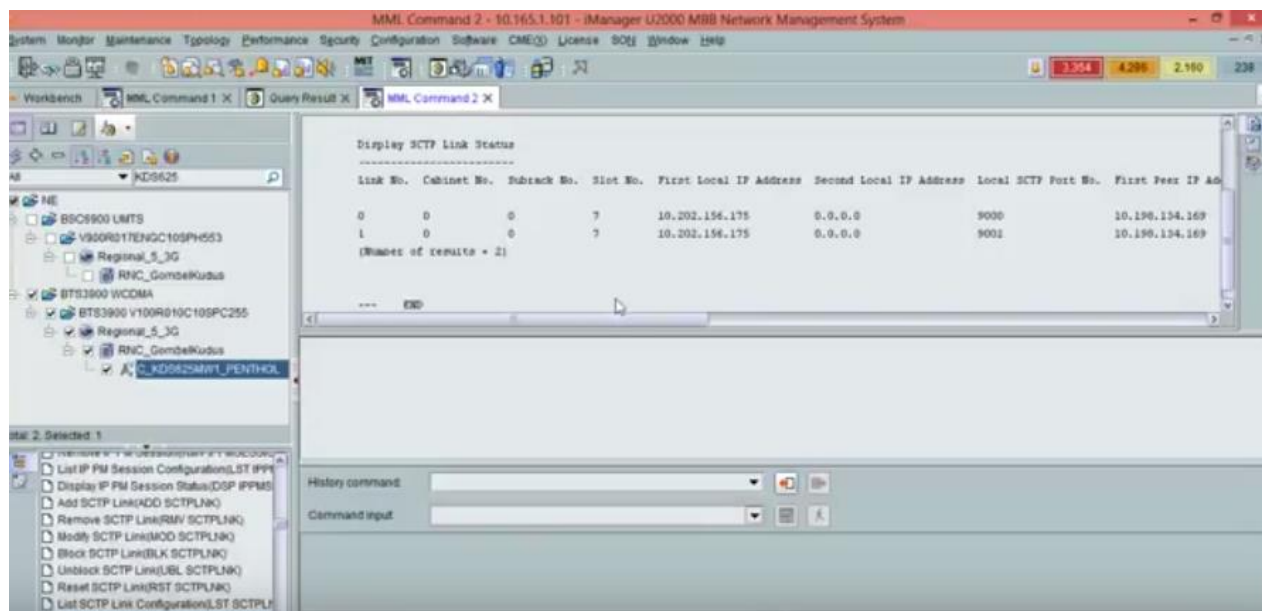 MML Command 2 - 10.165.1.101 - iManager U2000 MBB Network Management System
System Monitor Maintenance Topology Performance Security Configuration Software CME(S) License SON Window Help
3,354 4,286 2,160 238
Workbench MML Command 1 Query Result MML Command 2
KDS625
NE
BSC6900 UMTS
V900R017ENGC10SPH553
Regional_5_3G
RNC_GombelKudus
BTS3900 WCDMA
BTS3900 V100R010C10SPC255
Regional_5_3G
RNC_GombelKudus
C_KDS625MW1_PENTHOL
Total: 2, Selected: 1
List IP PM Session Configuration(LST IPPM
Display IP PM Session Status(DSP IPPMS
Add SCTP Link(ADD SCTPLNK)
Remove SCTP Link(RMV SCTPLNK)
Modify SCTP Link(MOD SCTPLNK)
Block SCTP Link(BLK SCTPLNK)
Unblock SCTP Link(UBL SCTPLNK)
Reset SCTP Link(RST SCTPLNK)
List SCTP Link Configuration(LST SCTPLN
Display SCTP Link Status
-------------------------
Link No. Cabinet No. Subrack No. Slot No. First Local IP Address Second Local IP Address Local SCTP Port No. First Peer IP Ad
0 0 0 7 10.202.156.175 0.0.0.0 9000 10.198.134.169
1 0 0 7 10.202.156.175 0.0.0.0 9001 10.198.134.169
(Number of results = 2)
--- END
History command:
Command input: